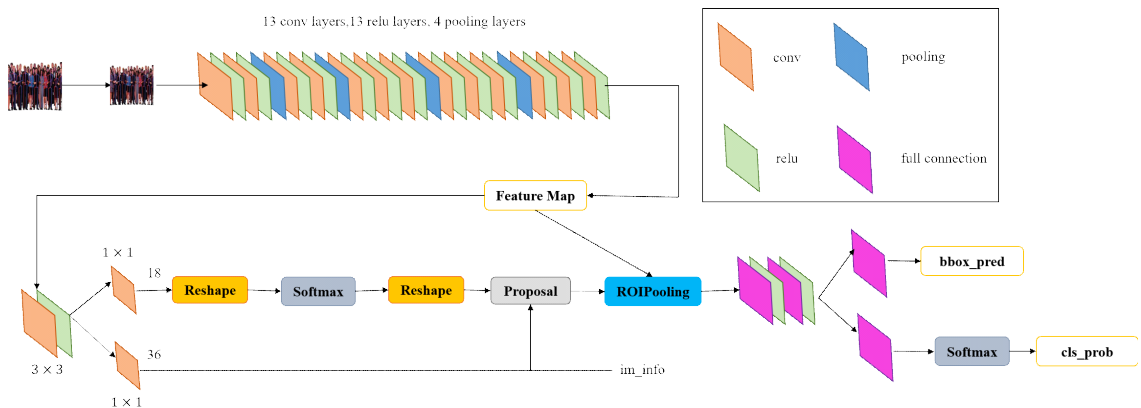 13 conv layers,13 relu layers, 4 pooling layers
conv
pooling
relu
full connection
Feature Map
1 × 1
18
Reshape
Softmax
Reshape
Proposal
ROIPooling
bbox_pred
3 × 3
36
1 × 1
im_info
Softmax
cls_prob